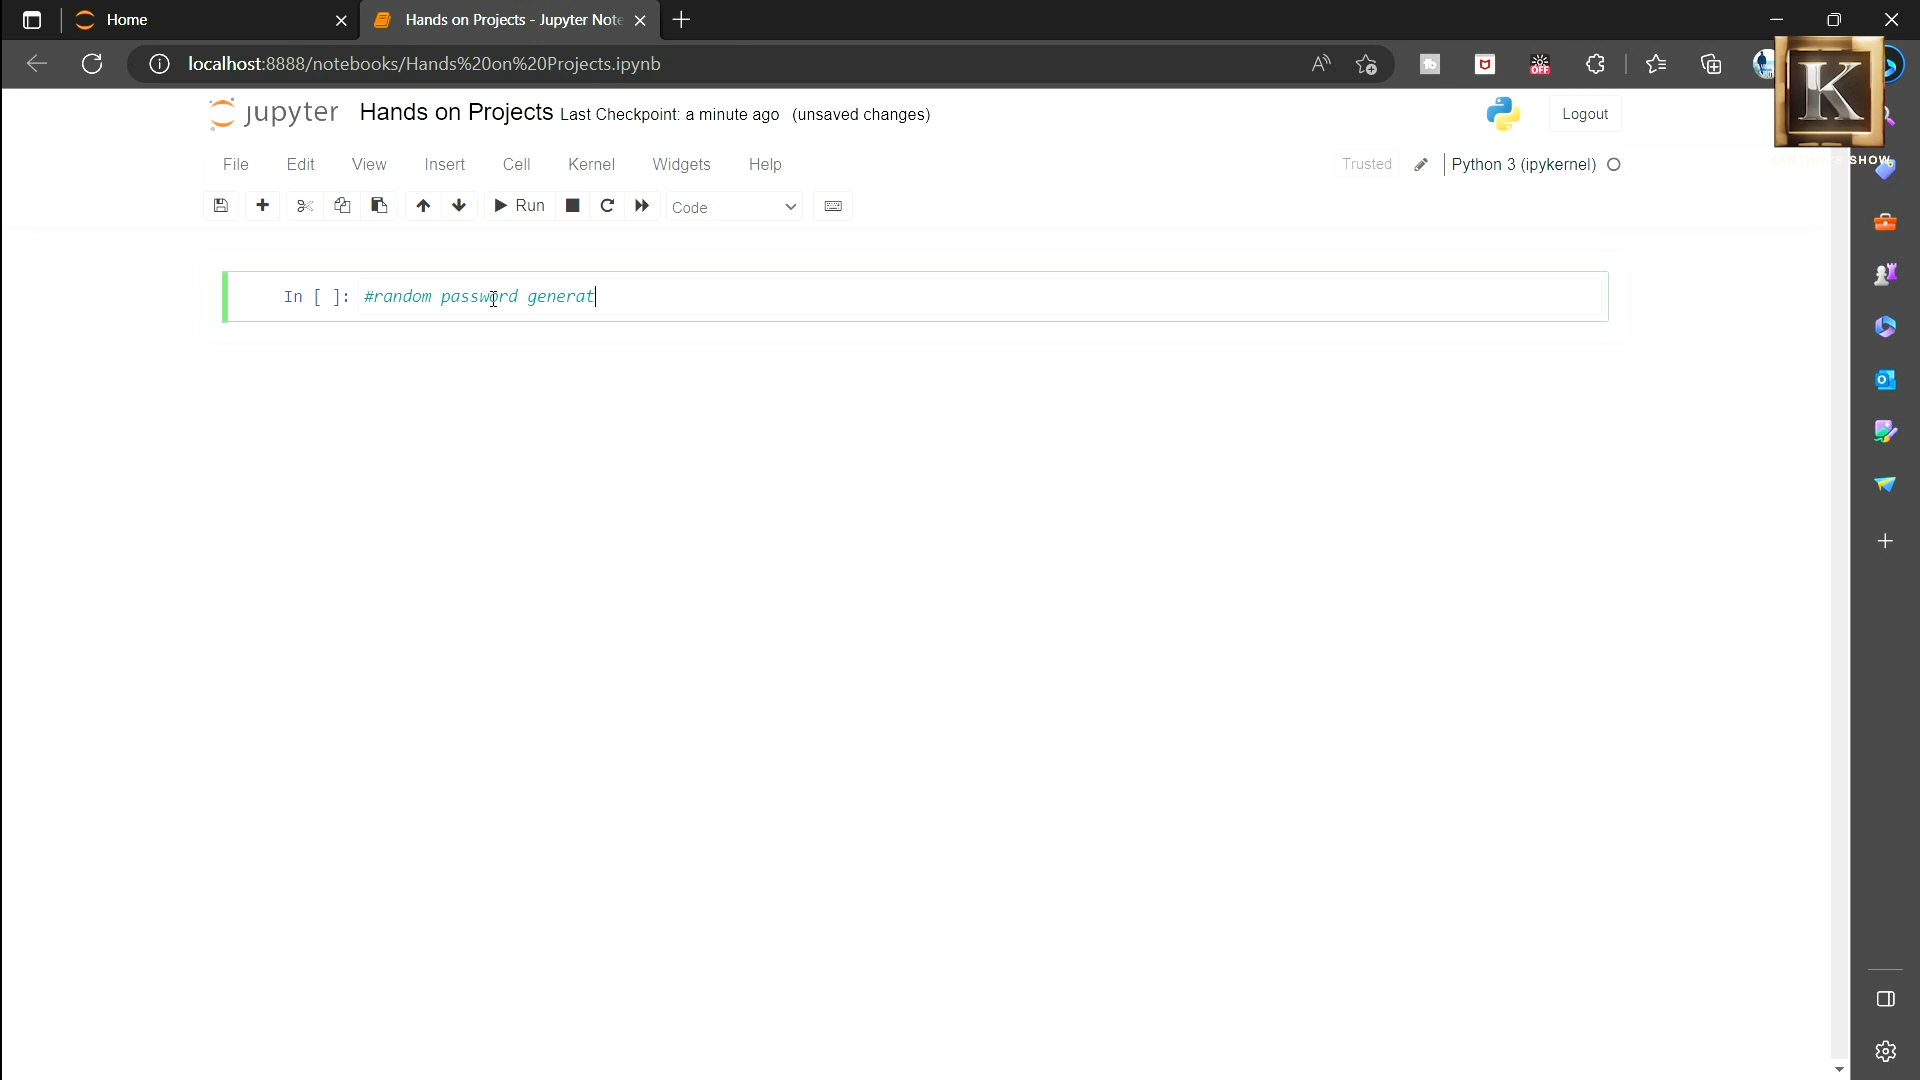 Home
Hands on Projects - Jupyter Note
localhost:8888/notebooks/Hands%20on%20Projects.ipynb
jupyter Hands on Projects Last Checkpoint: a minute ago (unsaved changes)
Logout
K
SHOW
File Edit View Insert Cell Kernel Widgets Help
Trusted Python 3 (ipykernel)
Run Code
In [ ]: #random password generat
OFF